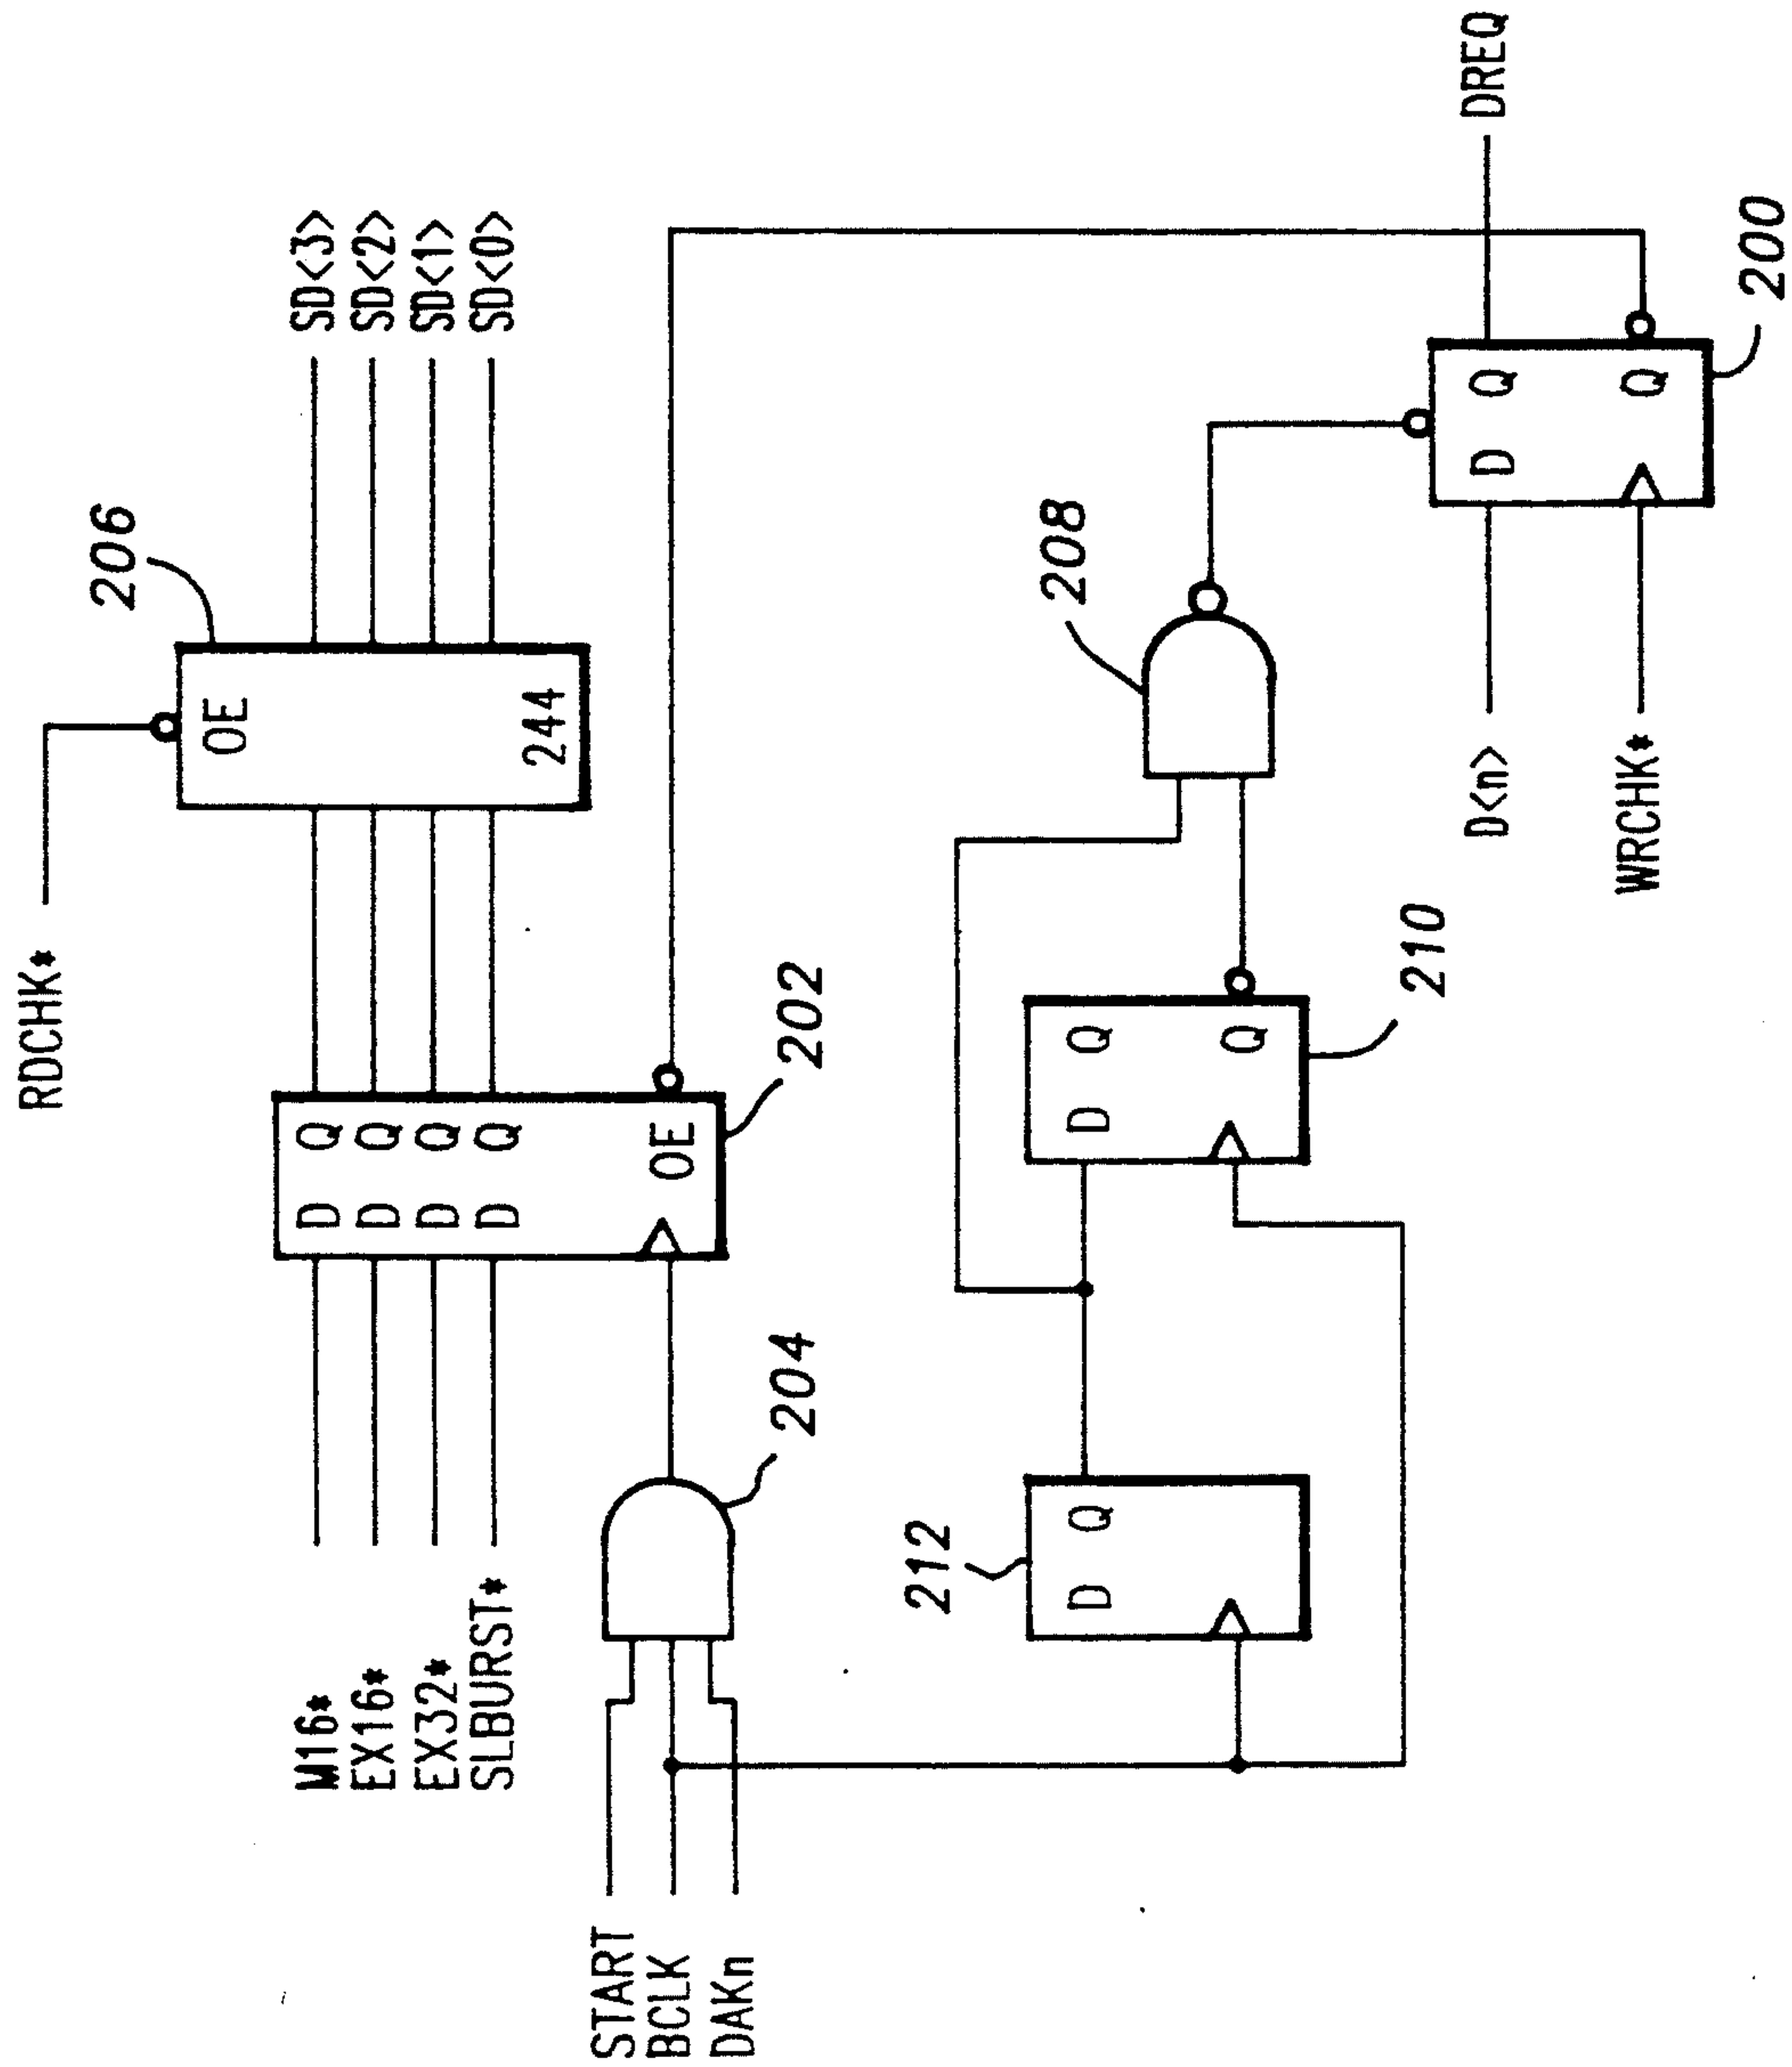 RDCHK*
206
OE
244
SD<3>
SD<2>
SD<1>
SD<0>
M16*
EX16*
EX32*
SLBURST*
D Q
D Q
D Q
D Q
OE
202
START
BCLK
DAKn
204
212
D Q
D Q
Q
210
208
D<n>
WRCHK*
D Q
Q
200
DREQ